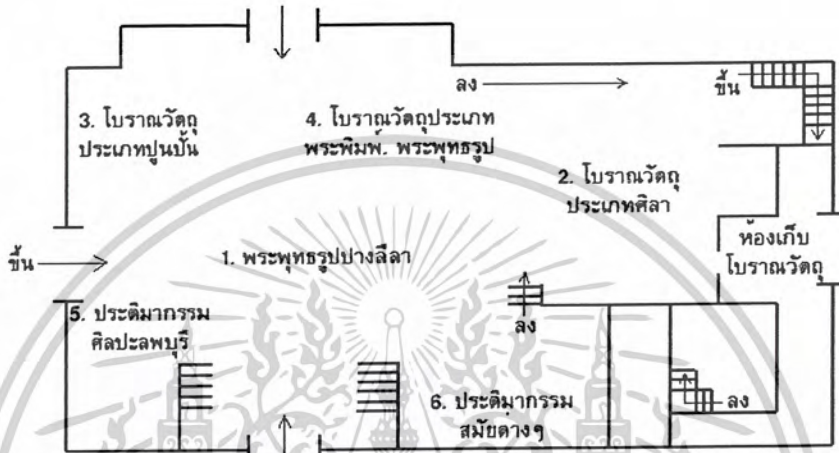 ลง
ขึ้น
3. โบราณวัตถุ
ประเภทปูนปั้น
4. โบราณวัตถุประเภท
พระพิมพ์. พระพุทธรูป
2. โบราณวัตถุ
ประเภทศิลา
ห้องเก็บ
โบราณวัตถุ
ขึ้น
1. พระพุทธรูปปางลีลา
5. ประติมากรรม
ศิลปะลพบุรี
ลง
6. ประติมากรรม
สมัยต่างๆ
ลง